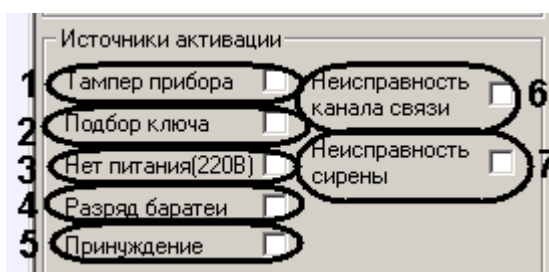 Источники активации
1 Тампер прибора
2 Подбор ключа
3 Нет питания(220В)
4 Разряд баратеи
5 Принуждение
Неисправность 6
канала связи
Неисправность 7
сирены